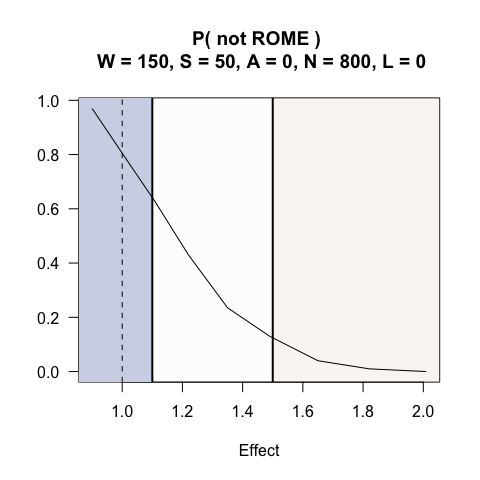 P( not ROME )
W = 150, S = 50, A = 0, N = 800, L = 0
1.0
0.8
0.6
0.4
0.2
0.0
1.0 1.2 1.4 1.6 1.8 2.0
Effect